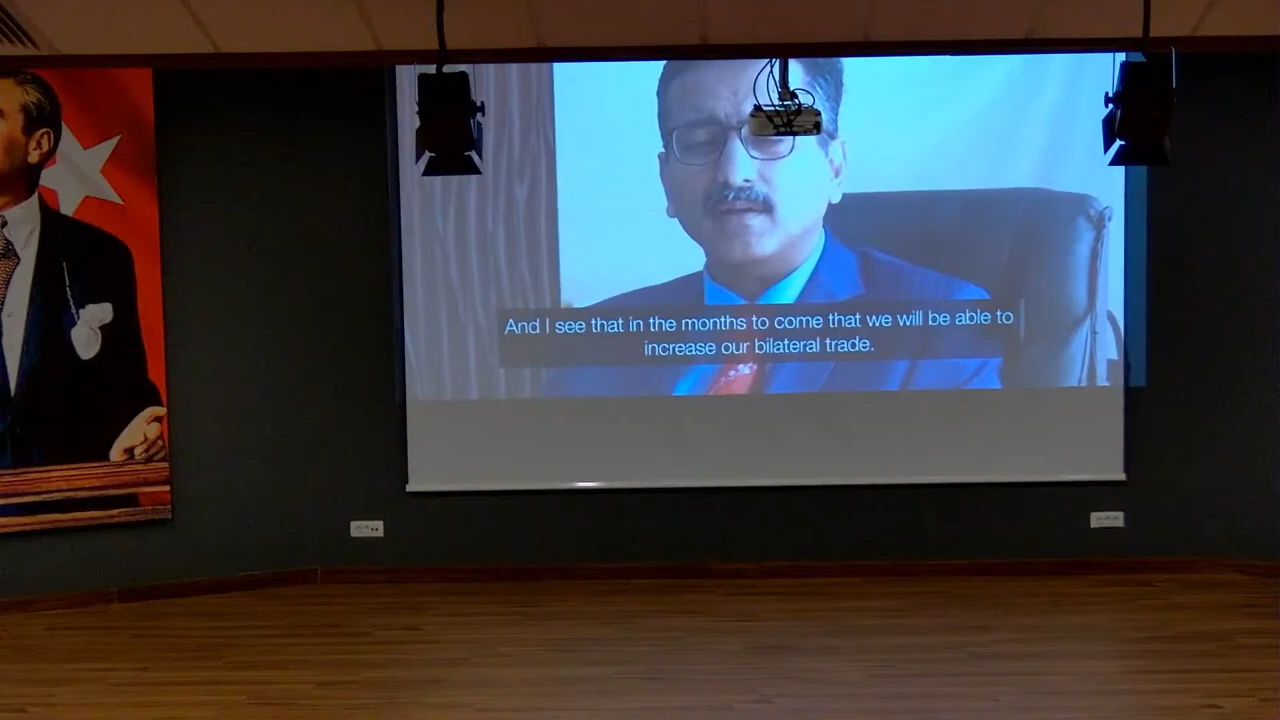 And I see that in the months to come that we will be able to
increase our bilateral trade.